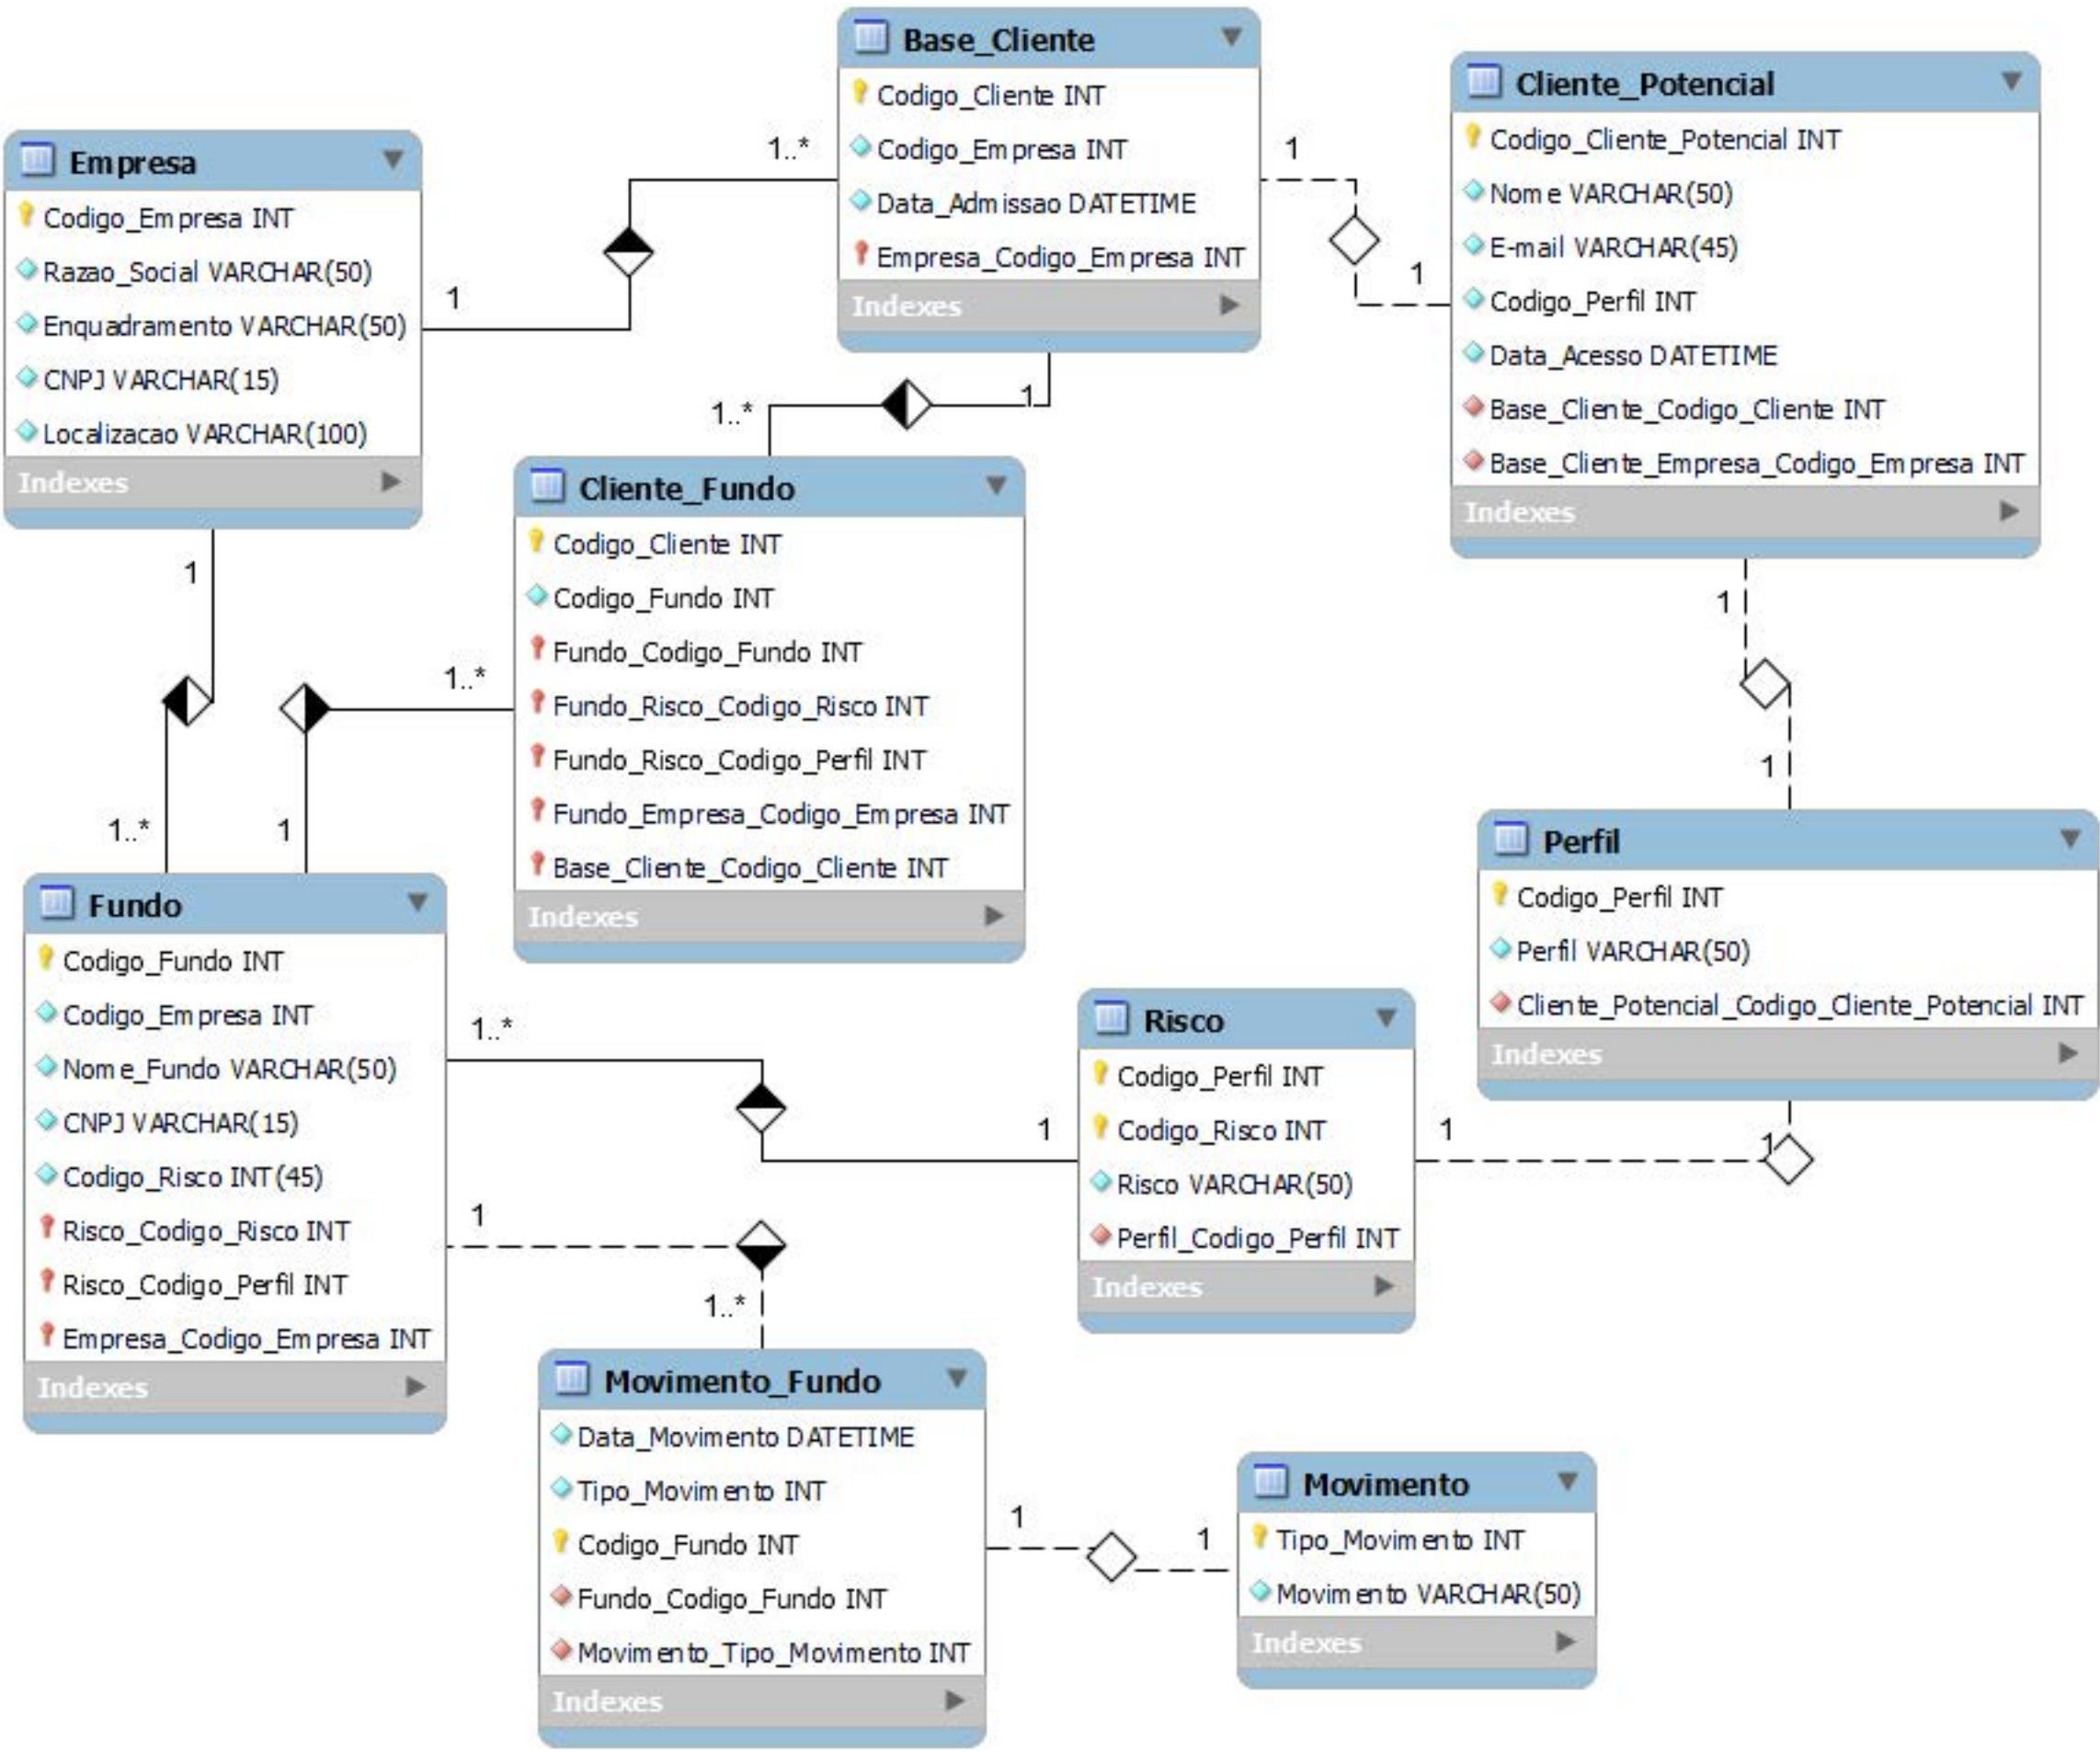 Base_Cliente
Codigo_Cliente INT
Codigo_Empresa INT
Data_Admissao DATETIME
Empresa_Codigo_Empresa INT
Indexes
Cliente_Potencial
Codigo_Cliente_Potencial INT
Nome VARCHAR(50)
E-mail VARCHAR(45)
Codigo_Perfil INT
Data_Acesso DATETIME
Base_Cliente_Codigo_Cliente INT
Base_Cliente_Empresa_Codigo_Empresa INT
Indexes
Empresa
Codigo_Empresa INT
Razao_Social VARCHAR(50)
Enquadramento VARCHAR(50)
CNPJ VARCHAR(15)
Localizacao VARCHAR(100)
Indexes
1..*
1
1
1
1..*
1
Cliente_Fundo
Codigo_Cliente INT
Codigo_Fundo INT
Fundo_Codigo_Fundo INT
Fundo_Risco_Codigo_Risco INT
Fundo_Risco_Codigo_Perfil INT
Fundo_Empresa_Codigo_Empresa INT
Base_Cliente_Codigo_Cliente INT
Indexes
1
1..*
1..*
1
1
1
Perfil
Codigo_Perfil INT
Perfil VARCHAR(50)
Cliente_Potencial_Codigo_Cliente_Potencial INT
Indexes
Fundo
Codigo_Fundo INT
Codigo_Empresa INT
Nome_Fundo VARCHAR(50)
CNPJ VARCHAR(15)
Codigo_Risco INT(45)
Risco_Codigo_Risco INT
Risco_Codigo_Perfil INT
Empresa_Codigo_Empresa INT
Indexes
1..*
1
Risco
Codigo_Perfil INT
Codigo_Risco INT
Risco VARCHAR(50)
Perfil_Codigo_Perfil INT
Indexes
1
1
1
1..*
Movimento_Fundo
Data_Movimento DATETIME
Tipo_Movimento INT
Codigo_Fundo INT
Fundo_Codigo_Fundo INT
Movimento_Tipo_Movimento INT
Indexes
1
1
Movimento
Tipo_Movimento INT
Movimento VARCHAR(50)
Indexes